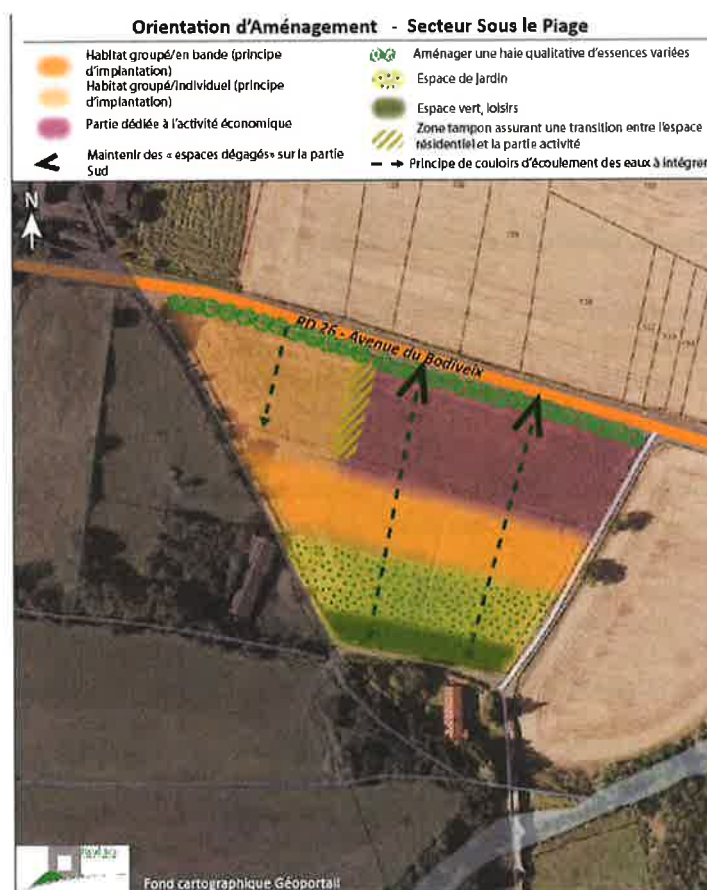 Orientation d'Aménagement - Secteur Sous le Piage
Habitat groupé/en bande (principe
d'implantation)
Habitat groupé/individuel (principe
d'implantation)
Partie dédiée à l'activité économique
Maintenir des « espaces dégagés» sur la partie
Sud
Aménager une haie qualitative d'essences variées
Espace de jardin
Espace vert, loisirs
Zone tampon assurant une transition entre l'espace
résidentiel et la partie activité
Principe de couloirs d'écoulement des eaux à intégrer
N
RD 26 - Avenue du Bodiveix
Fond cartographique Géoportail